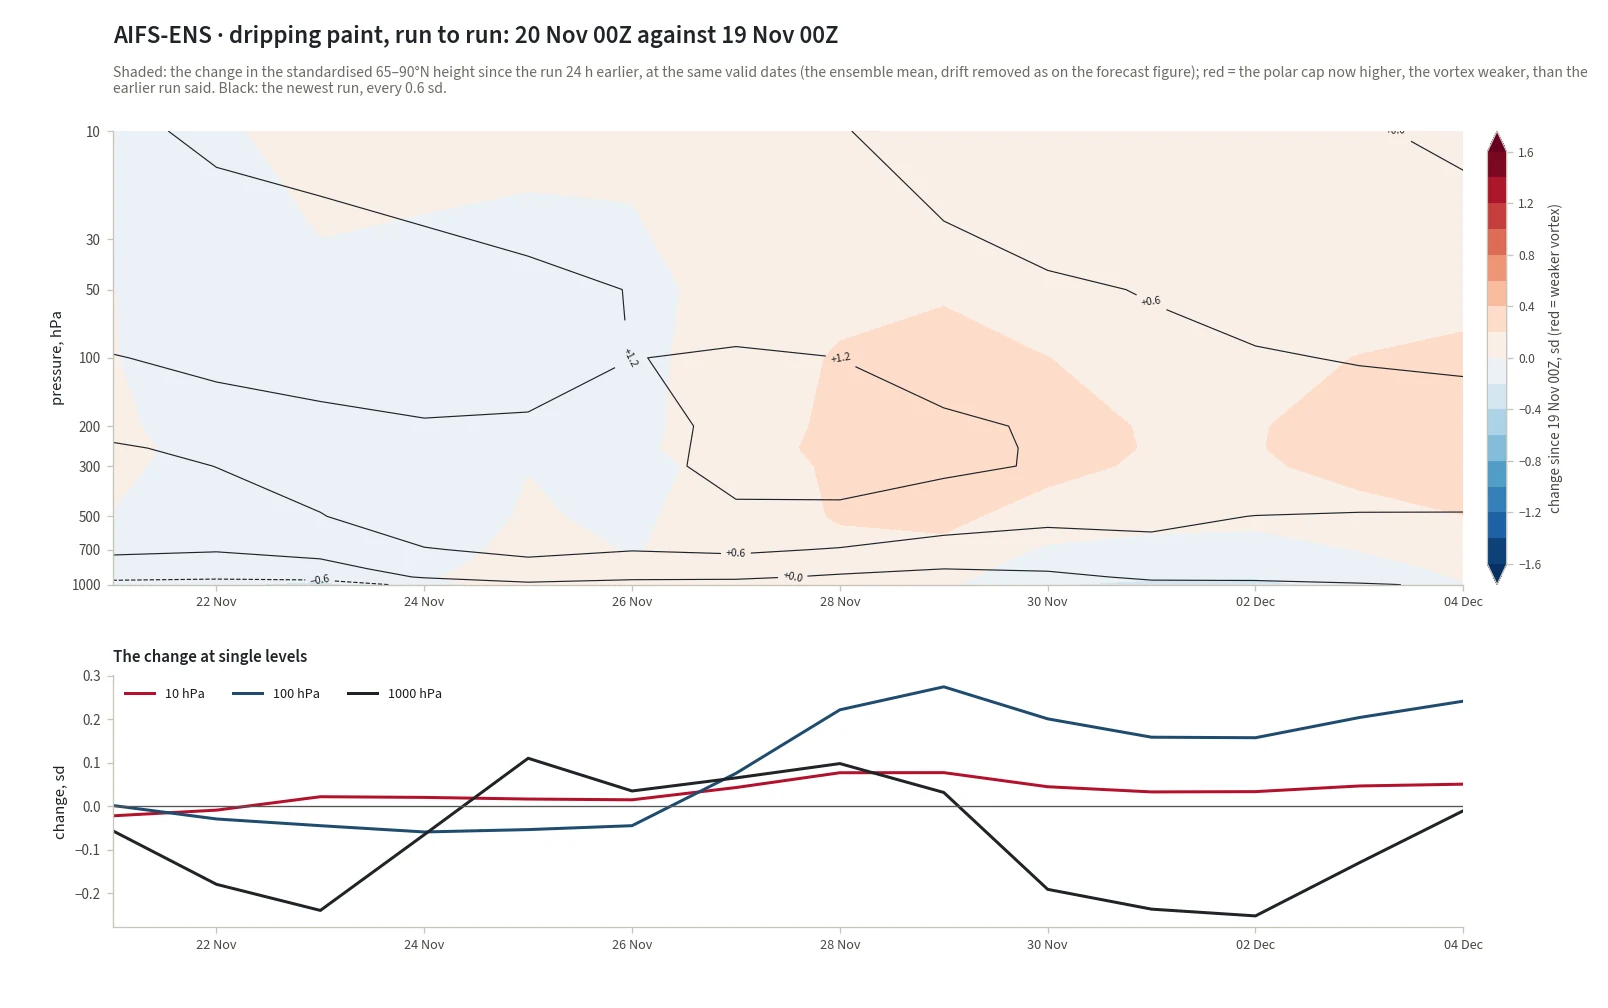 AIFS-ENS · dripping paint, run to run: 20 Nov 00Z against 19 Nov 00Z
Shaded: the change in the standardised 65–90°N height since the run 24 h earlier, at the same valid dates (the ensemble mean, drift removed as on the forecast figure); red = the polar cap now higher, the vortex weaker, than the
earlier run said. Black: the newest run, every 0.6 sd.
pressure, hPa
10
30
50
100
200
300
500
700
1000
+0.6
+1.2
+1.2
+0.6
+0.0
−0.6
22 Nov
24 Nov
26 Nov
28 Nov
30 Nov
02 Dec
04 Dec
1.6
1.2
0.8
0.4
0.0
−0.4
−0.8
−1.2
−1.6
change since 19 Nov 00Z, sd (red = weaker vortex)
The change at single levels
10 hPa
100 hPa
1000 hPa
change, sd
0.3
0.2
0.1
0.0
−0.1
−0.2
22 Nov
24 Nov
26 Nov
28 Nov
30 Nov
02 Dec
04 Dec